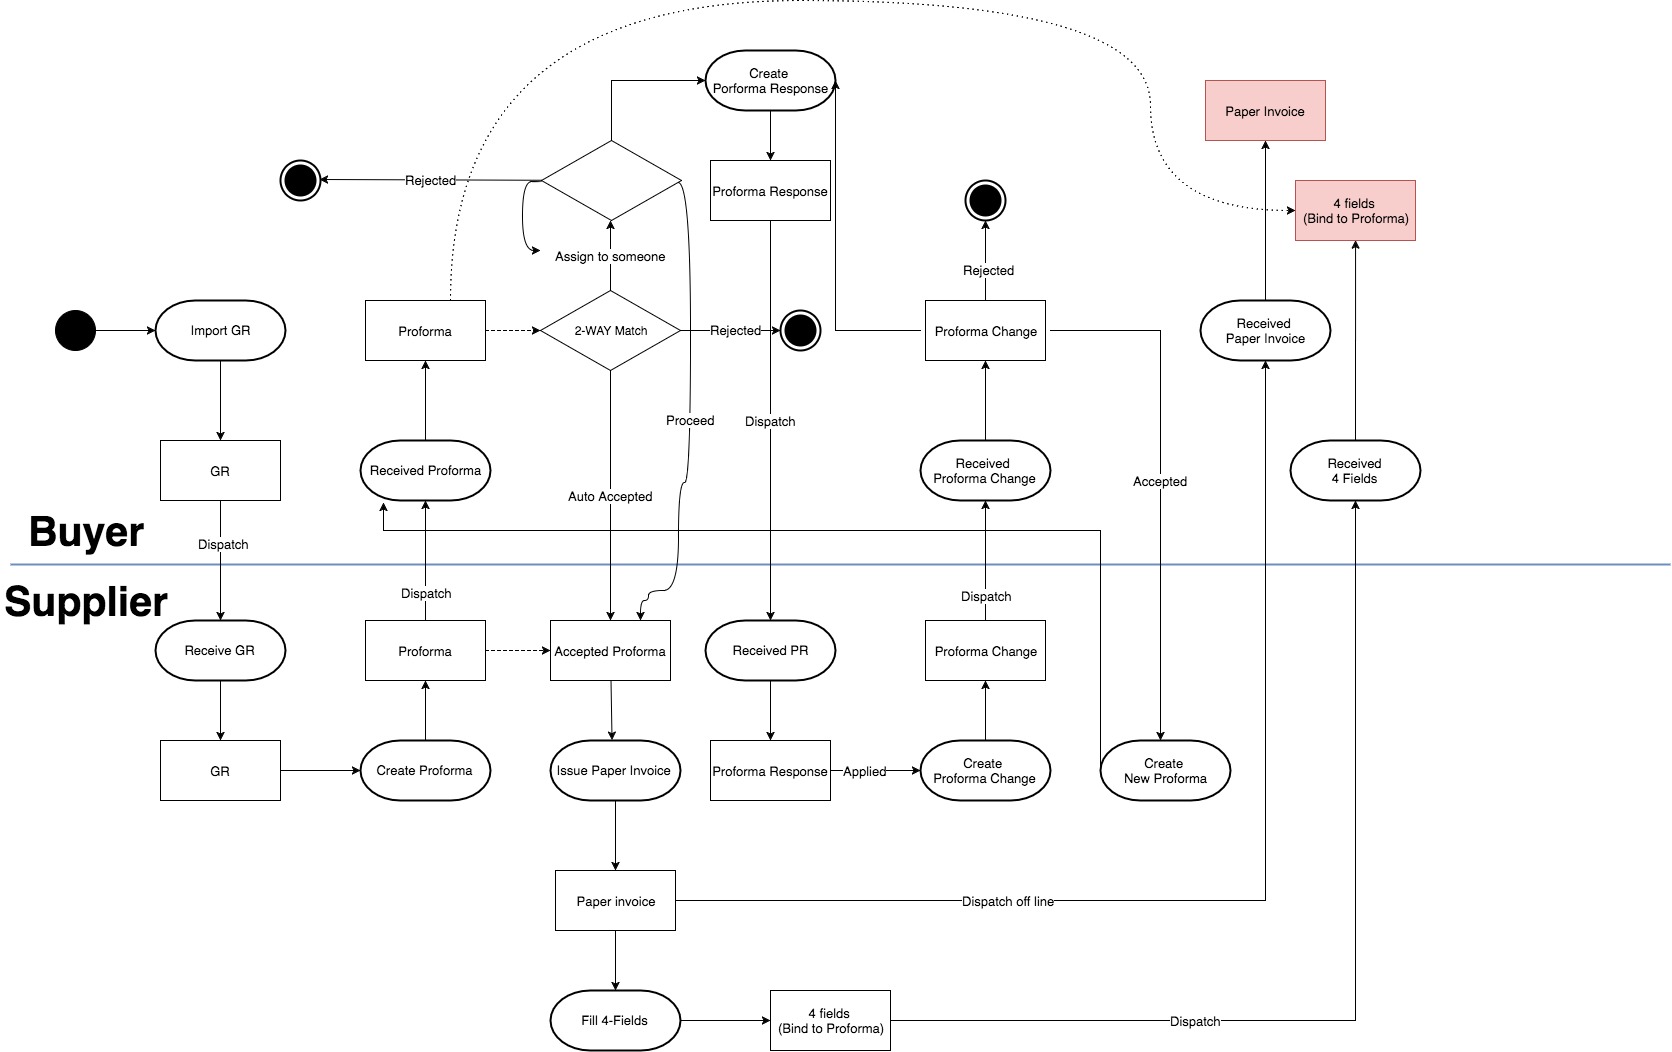 Create
Porforma Response
Paper Invoice
Rejected
Proforma Response
4 fields
(Bind to Proforma)
Assign to someone
Rejected
Import GR
Proforma
2-WAY Match
Rejected
Proforma Change
Received
Paper Invoice
Proceed
Dispatch
GR
Received Proforma
Received
Proforma Change
Accepted
Received
4 Fields
Auto Accepted
Buyer
Dispatch
Supplier
Dispatch
Dispatch
Receive GR
Proforma
Accepted Proforma
Received PR
Proforma Change
GR
Create Proforma
Issue Paper Invoice
Proforma Response
Applied
Create
Proforma Change
Create
New Proforma
Paper invoice
Dispatch off line
Fill 4-Fields
4 fields
(Bind to Proforma)
Dispatch